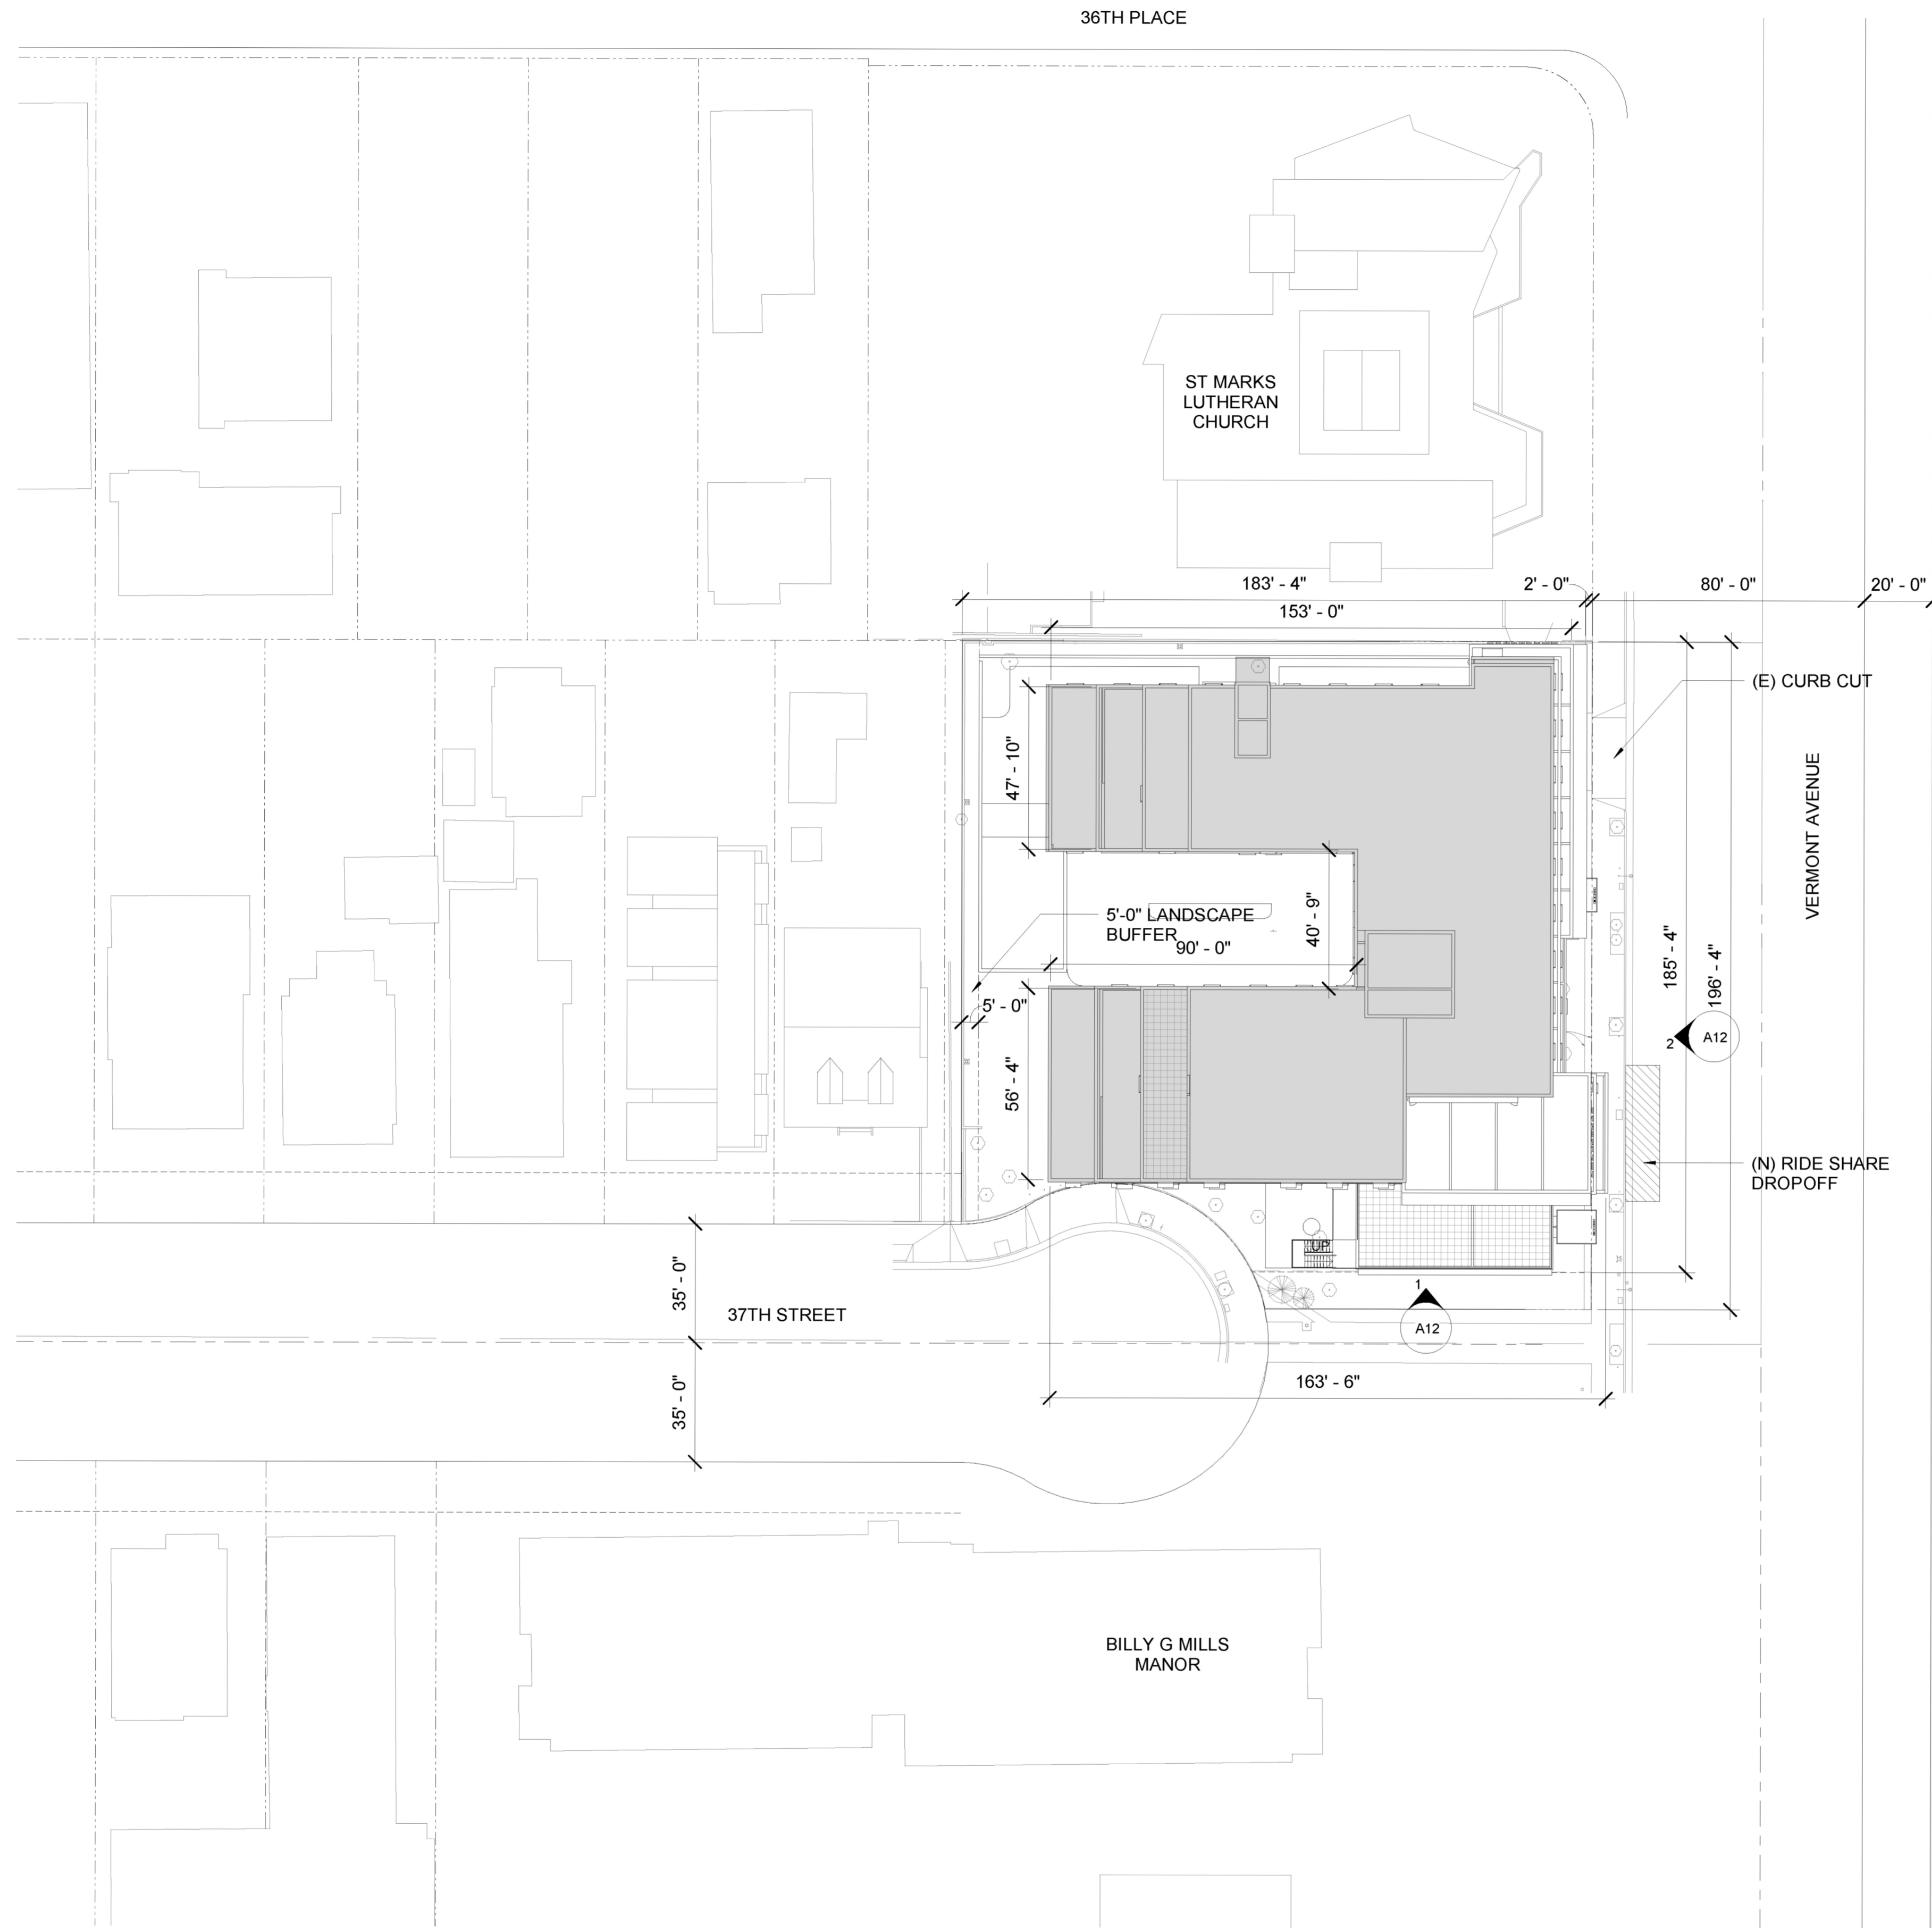 36TH PLACE
ST MARKS
LUTHERAN
CHURCH
183' - 4"
2' - 0"
80' - 0"
20' - 0"
153' - 0"
(E) CURB CUT
47' - 10"
VERMONT AVENUE
5'-0" LANDSCAPE
BUFFER
90' - 0"
40' - 9"
185' - 4"
196' - 4"
5' - 0"
2
A12
56' - 4"
(N) RIDE SHARE
DROPOFF
UP
35' - 0"
37TH STREET
1
A12
35' - 0"
163' - 6"
BILLY G MILLS
MANOR